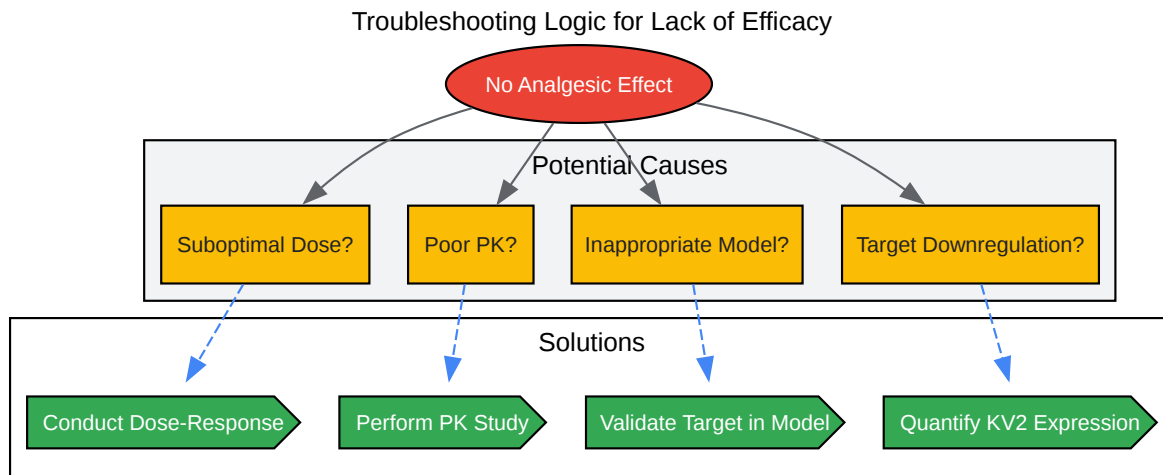 Troubleshooting Logic for Lack of Efficacy
No Analgesic Effect
Potential Causes
Suboptimal Dose?
Poor PK?
Inappropriate Model?
Target Downregulation?
Solutions
Conduct Dose-Response
Perform PK Study
Validate Target in Model
Quantify KV2 Expression